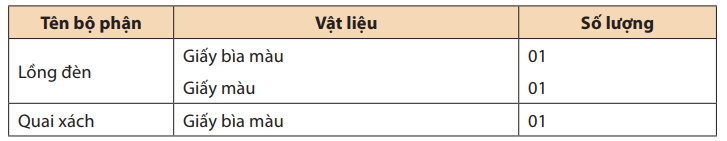 Tên bộ phận Vật liệu Số lượng
Lồng đèn Giấy bìa màu 01
Giấy màu 01
Quai xách Giấy bìa màu 01